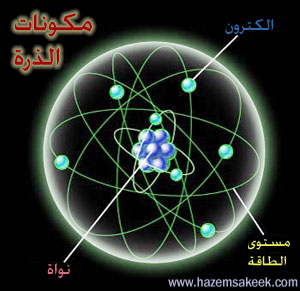 مكونات
الذرة
الكترون
مستوى
الطاقة
نواة
www.hazemsakeek.com